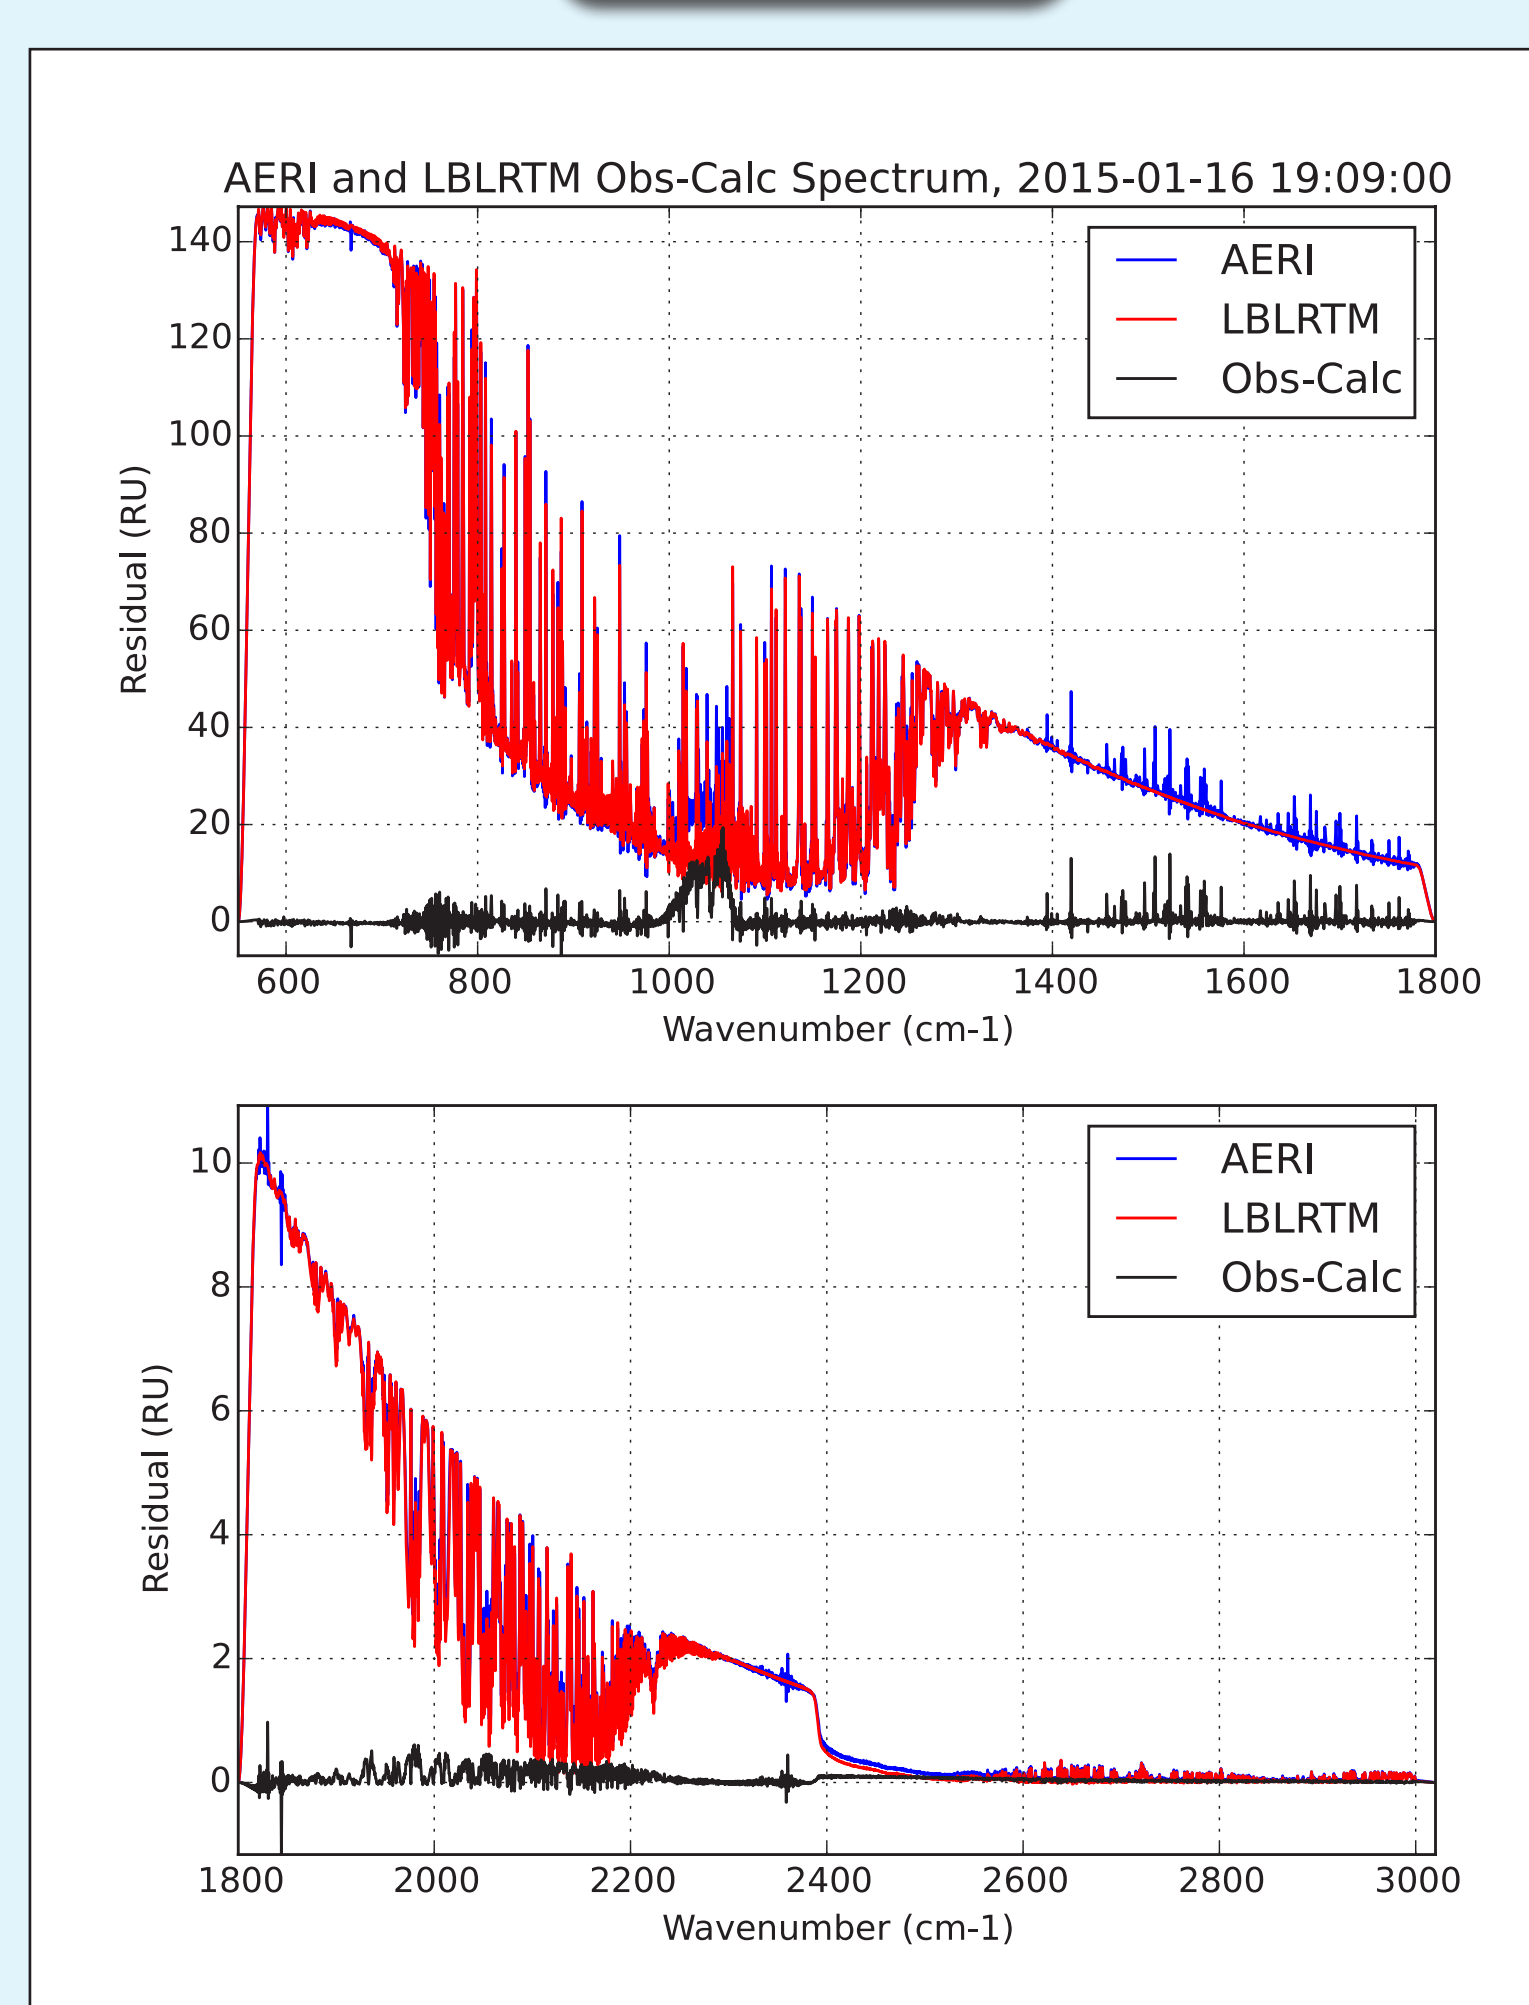 AERI and LBLRTM Obs-Calc Spectrum, 2015-01-16 19:09:00
AERI
LBLRTM
Obs-Calc
Residual (RU)
140
120
100
80
60
40
20
0
600 800 1000 1200 1400 1600 1800
Wavenumber (cm-1)
AERI
LBLRTM
Obs-Calc
Residual (RU)
10
8
6
4
2
0
1800 2000 2200 2400 2600 2800 3000
Wavenumber (cm-1)